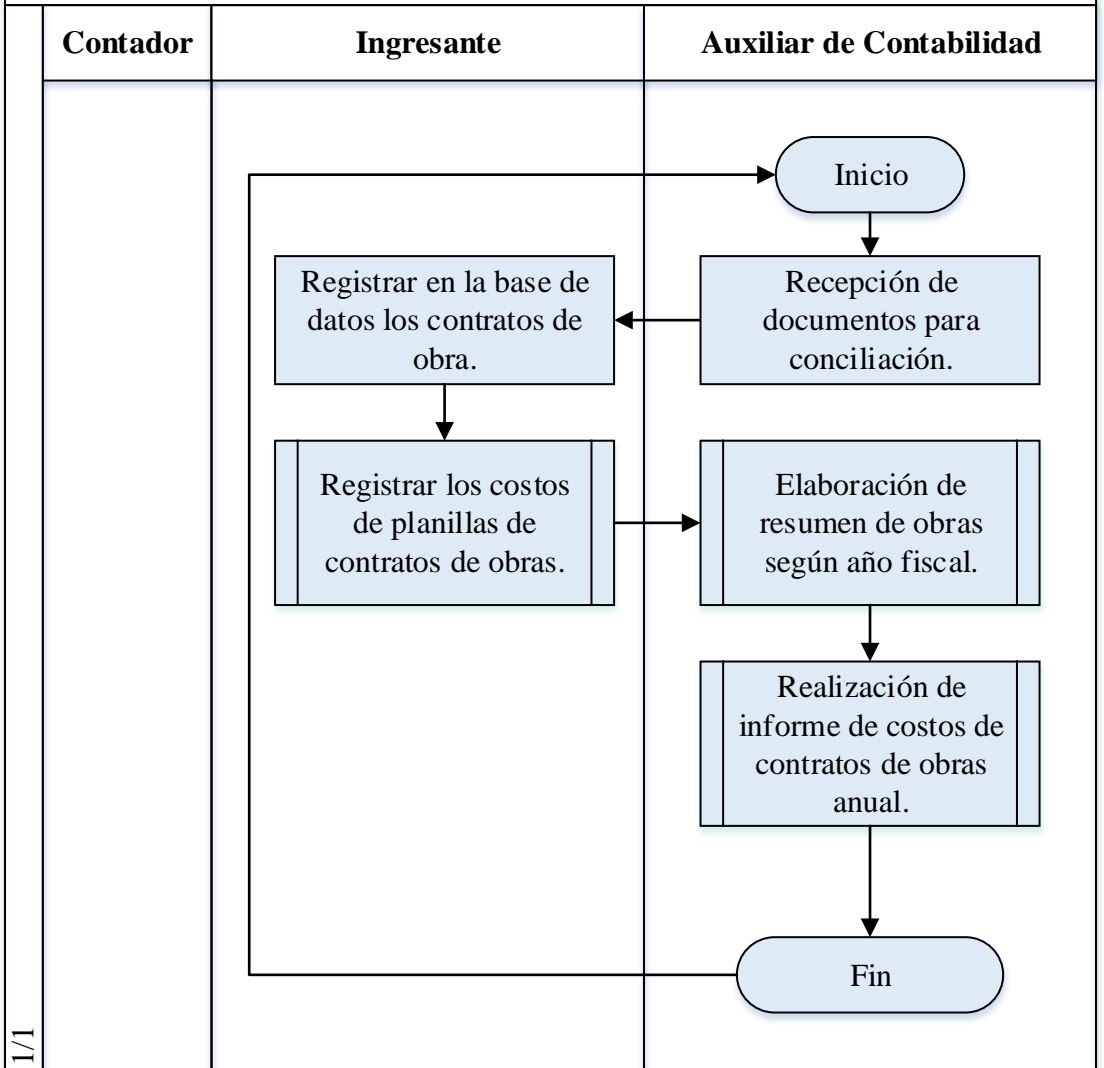 Contador
Ingresante
Auxiliar de Contabilidad
Inicio
Recepción de
documentos para
conciliación.
Registrar en la base de
datos los contratos de
obra.
Registrar los costos
de planillas de
contratos de obras.
Elaboración de
resumen de obras
según año fiscal.
Realización de
informe de costos de
contratos de obras
anual.
Fin
1/1